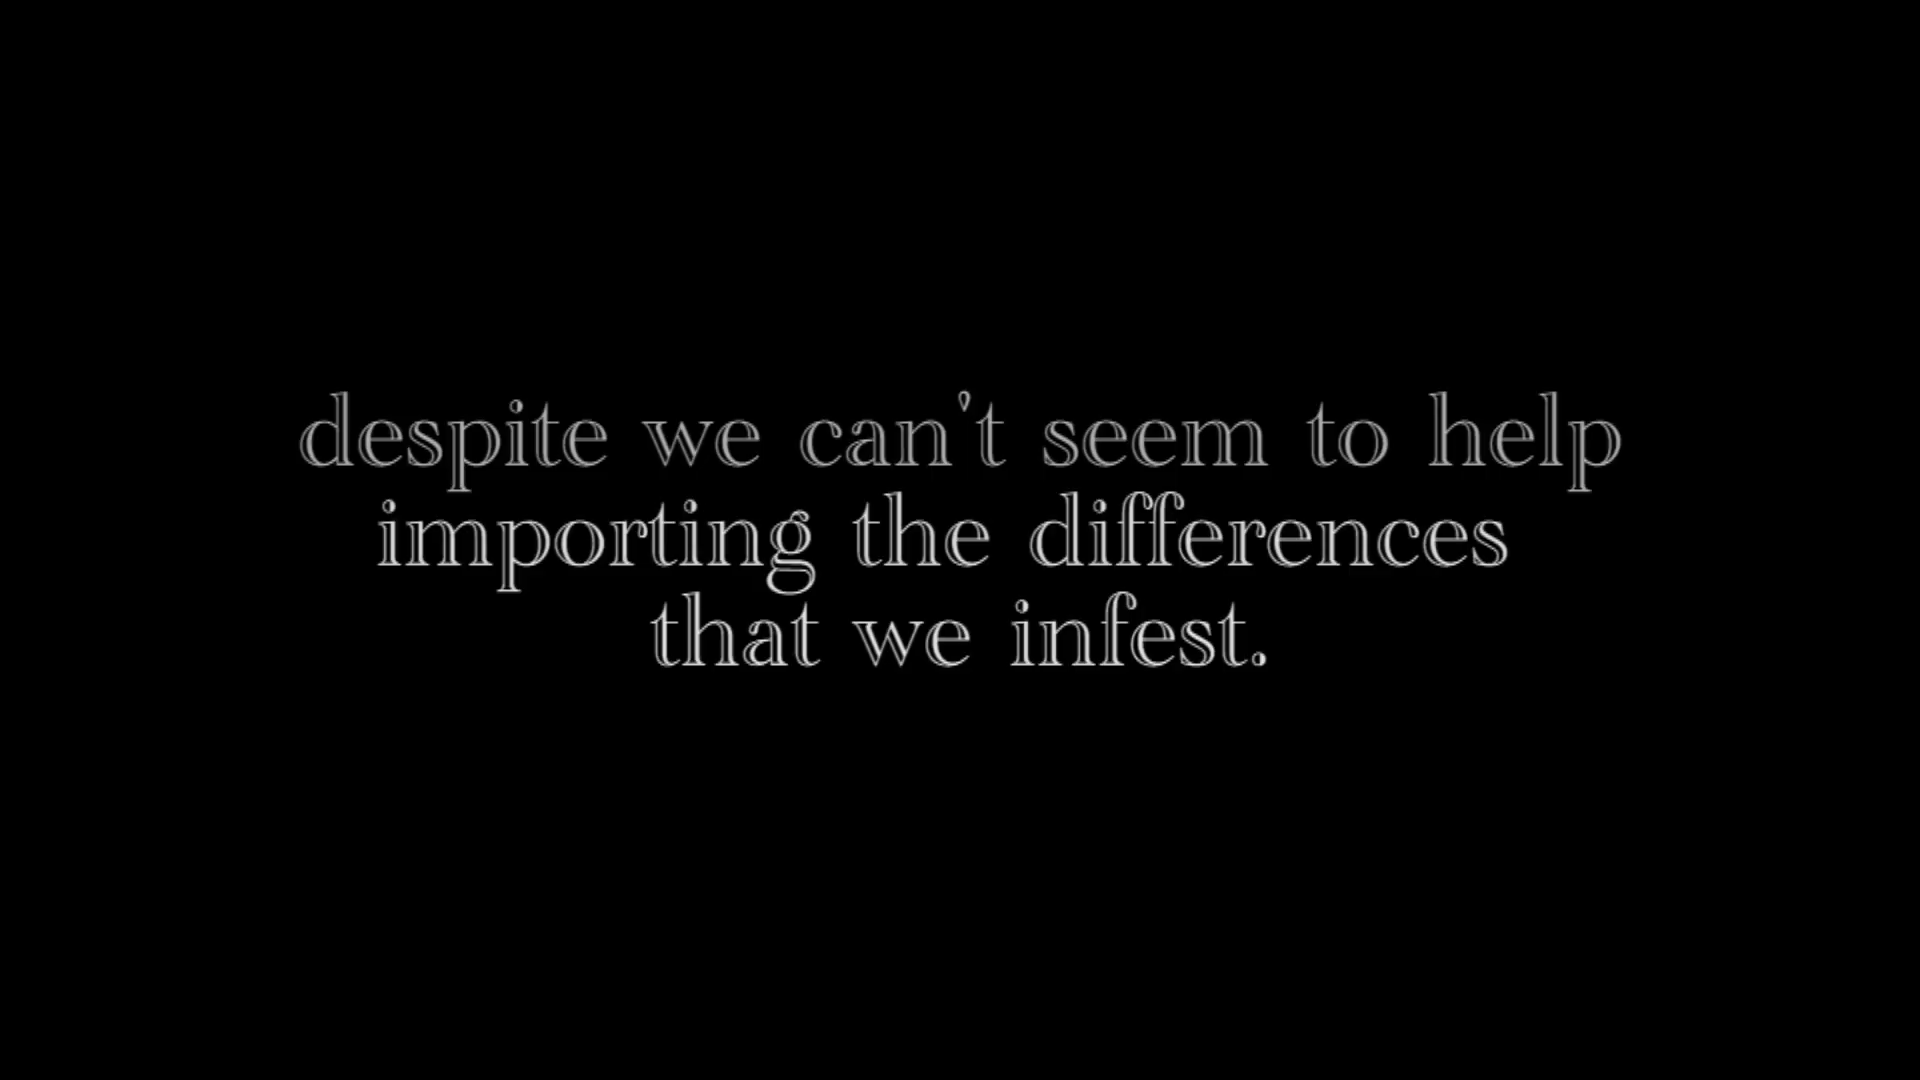 despite we can't seem to help
importing the differences
that we infest.